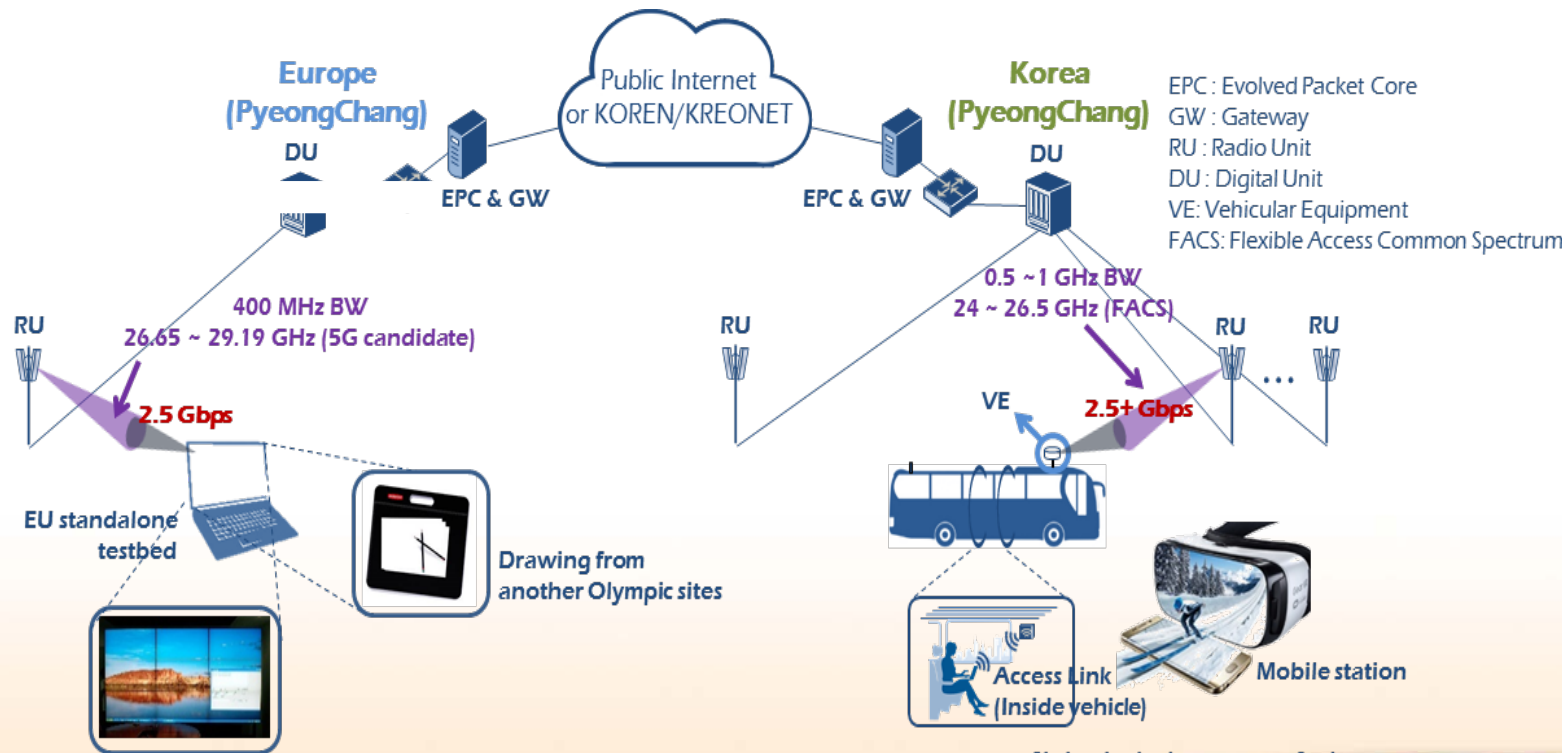 Europe
(PyeongChang)
DU
EPC & GW
Public Internet
or KOREN/KREONET
Korea
(PyeongChang)
DU
EPC & GW
EPC : Evolved Packet Core
GW : Gateway
RU : Radio Unit
DU : Digital Unit
VE: Vehicular Equipment
FACS: Flexible Access Common Spectrum
RU
400 MHz BW
26.65 ~ 29.19 GHz (5G candidate)
2.5 Gbps
RU
0.5 ~1 GHz BW
24 ~ 26.5 GHz (FACS)
RU
...
RU
VE
2.5+ Gbps
EU standalone
testbed
Drawing from
another Olympic sites
Access Link
(Inside vehicle)
Mobile station